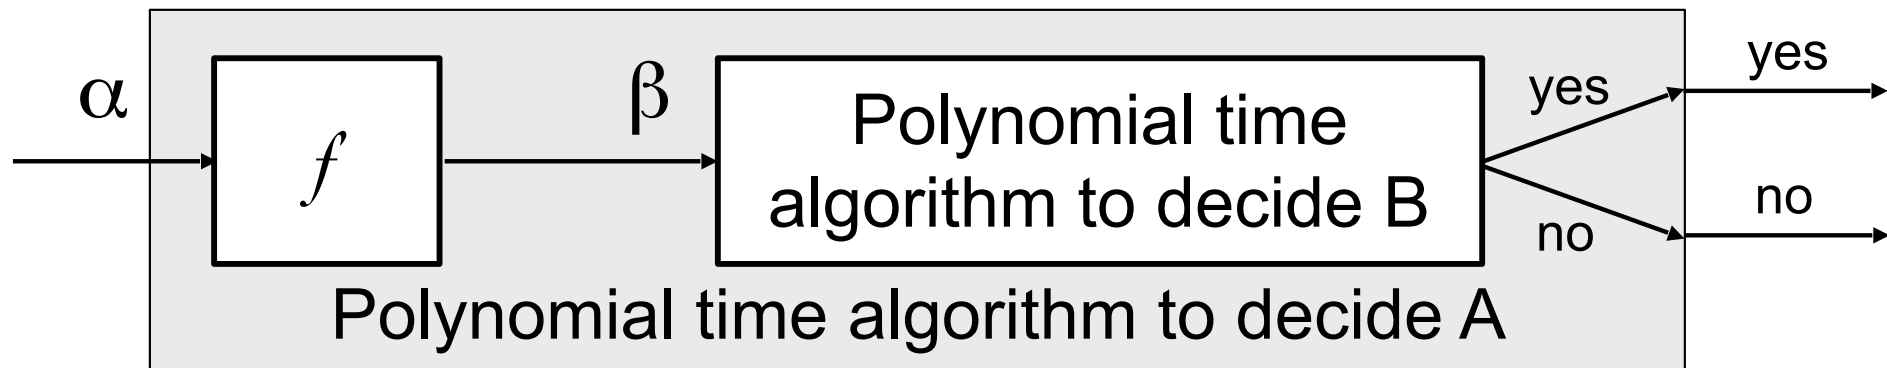 α
f
β
Polynomial time
algorithm to decide B
yes
no
yes
no
Polynomial time algorithm to decide A